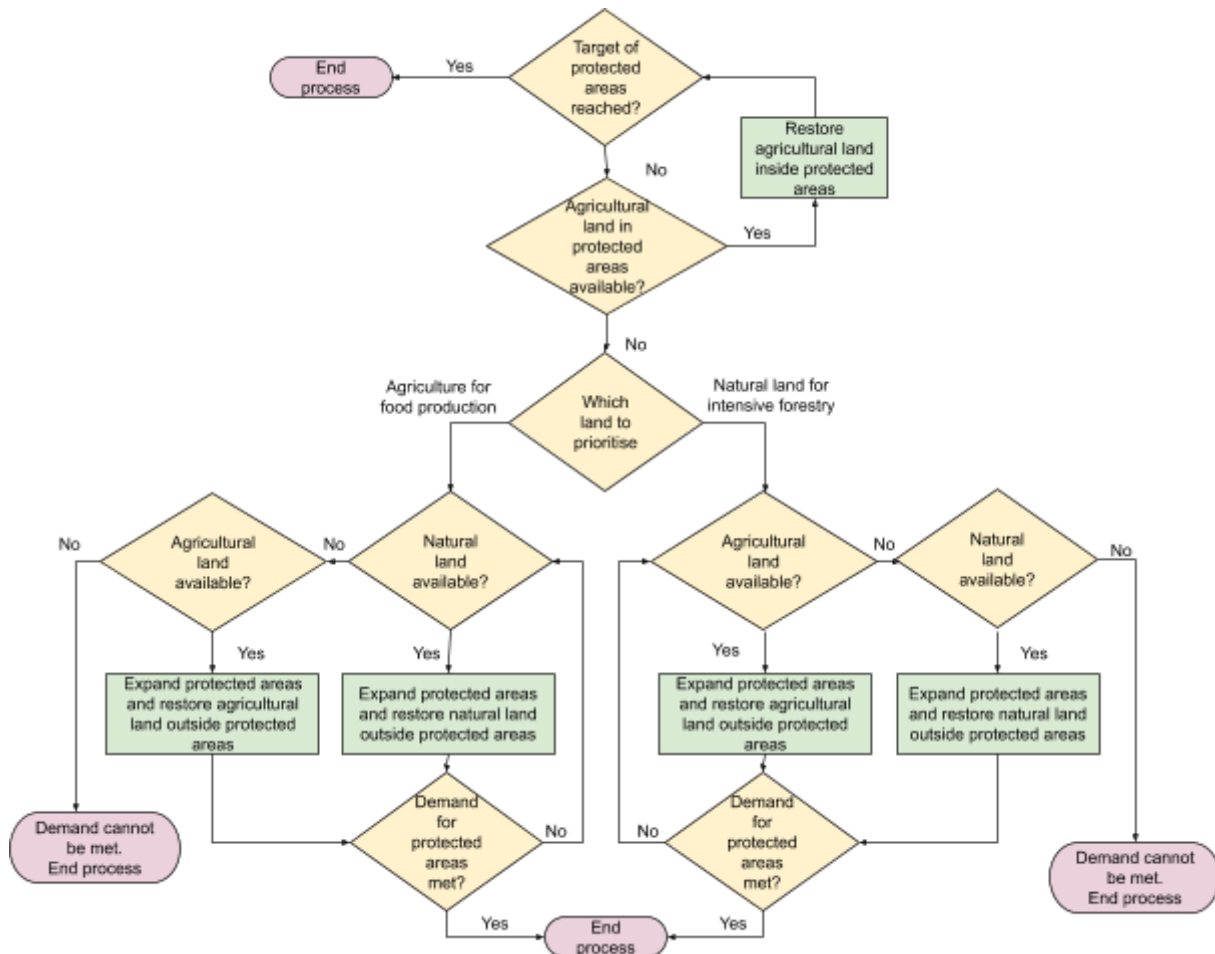 Target of
protected
areas
reached?
Yes
End
process
Restore
agricultural land
inside protected
areas
No
Agricultural
land in
protected
areas
available?
Yes
No
Agriculture for
food production
Natural land for
intensive forestry
Which
land to
prioritise
No
Agricultural
land
available?
No
Natural
land
available?
Agricultural
land
available?
No
Natural
land
available?
No
Yes
Yes
Yes
Yes
Expand protected areas
and restore agricultural
land outside protected
areas
Expand protected areas
and restore natural land
outside protected areas
Expand protected areas
and restore agricultural
land outside protected
areas
Expand protected areas
and restore natural land
outside protected areas
Demand cannot
be met.
End process
Demand
for
protected
areas
met?
No
No
Demand
for
protected
areas
met?
Demand cannot
be met.
End process
Yes
End
process
Yes